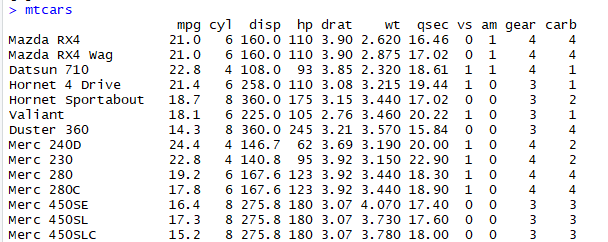 > mtcars
mpg cyl disp hp drat wt qsec vs am gear carb
Mazda RX4 21.0 6 160.0 110 3.90 2.620 16.46 0 1 4 4
Mazda RX4 Wag 21.0 6 160.0 110 3.90 2.875 17.02 0 1 4 4
Datsun 710 22.8 4 108.0 93 3.85 2.320 18.61 1 1 4 1
Hornet 4 Drive 21.4 6 258.0 110 3.08 3.215 19.44 1 0 3 1
Hornet Sportabout 18.7 8 360.0 175 3.15 3.440 17.02 0 0 3 2
Valiant 18.1 6 225.0 105 2.76 3.460 20.22 1 0 3 1
Duster 360 14.3 8 360.0 245 3.21 3.570 15.84 0 0 3 4
Merc 240D 24.4 4 146.7 62 3.69 3.190 20.00 1 0 4 2
Merc 230 22.8 4 140.8 95 3.92 3.150 22.90 1 0 4 2
Merc 280 19.2 6 167.6 123 3.92 3.440 18.30 1 0 4 4
Merc 280C 17.8 6 167.6 123 3.92 3.440 18.90 1 0 4 4
Merc 450SE 16.4 8 275.8 180 3.07 4.070 17.40 0 0 3 3
Merc 450SL 17.3 8 275.8 180 3.07 3.730 17.60 0 0 3 3
Merc 450SLC 15.2 8 275.8 180 3.07 3.780 18.00 0 0 3 3